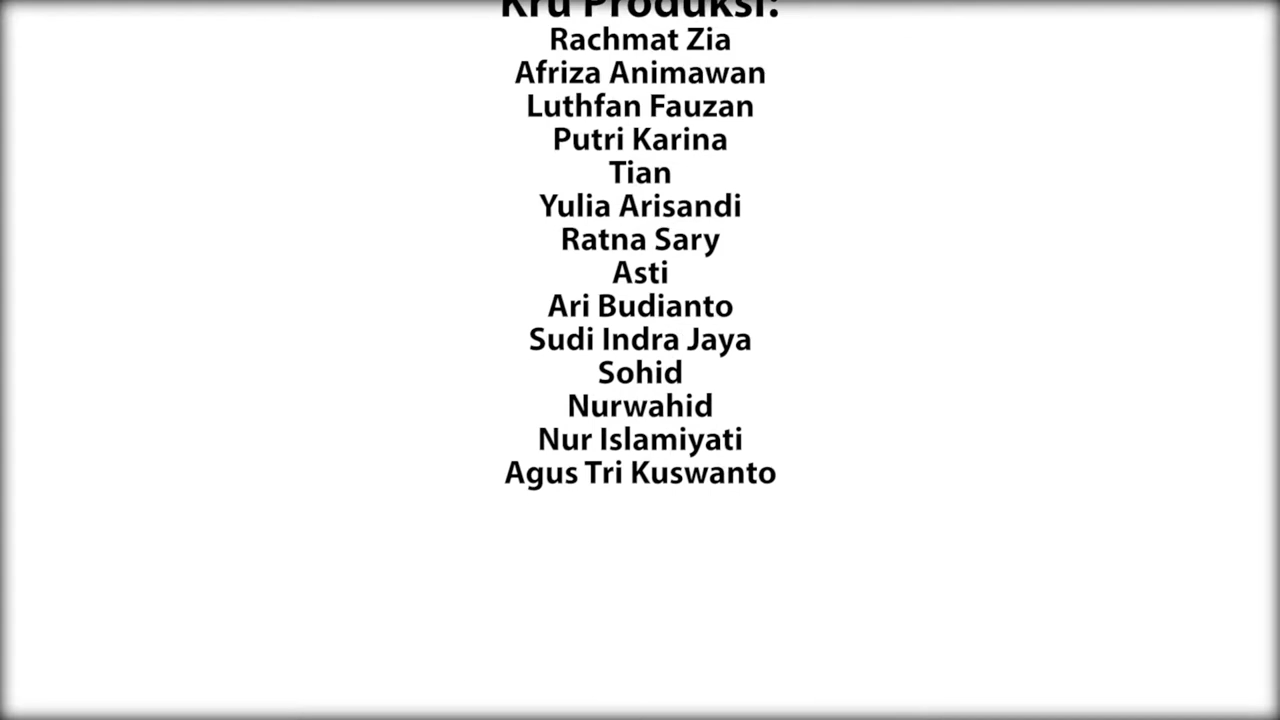 Kru Produksi:
Rachmat Zia
Afriza Animawan
Luthfan Fauzan
Putri Karina
Tian
Yulia Arisandi
Ratna Sary
Asti
Ari Budianto
Sudi Indra Jaya
Sohid
Nurwahid
Nur Islamiyati
Agus Tri Kuswanto